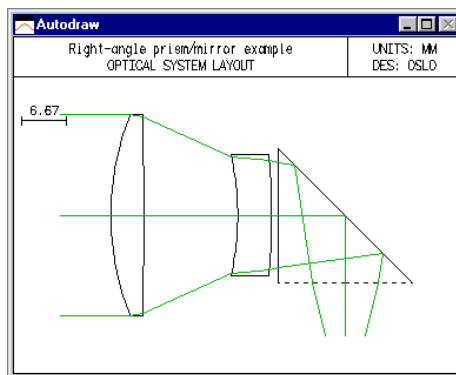 Autodraw
Right-angle prism/mirror example
OPTICAL SYSTEM LAYOUT
UNITS: MM
DES: OSLO
6.67